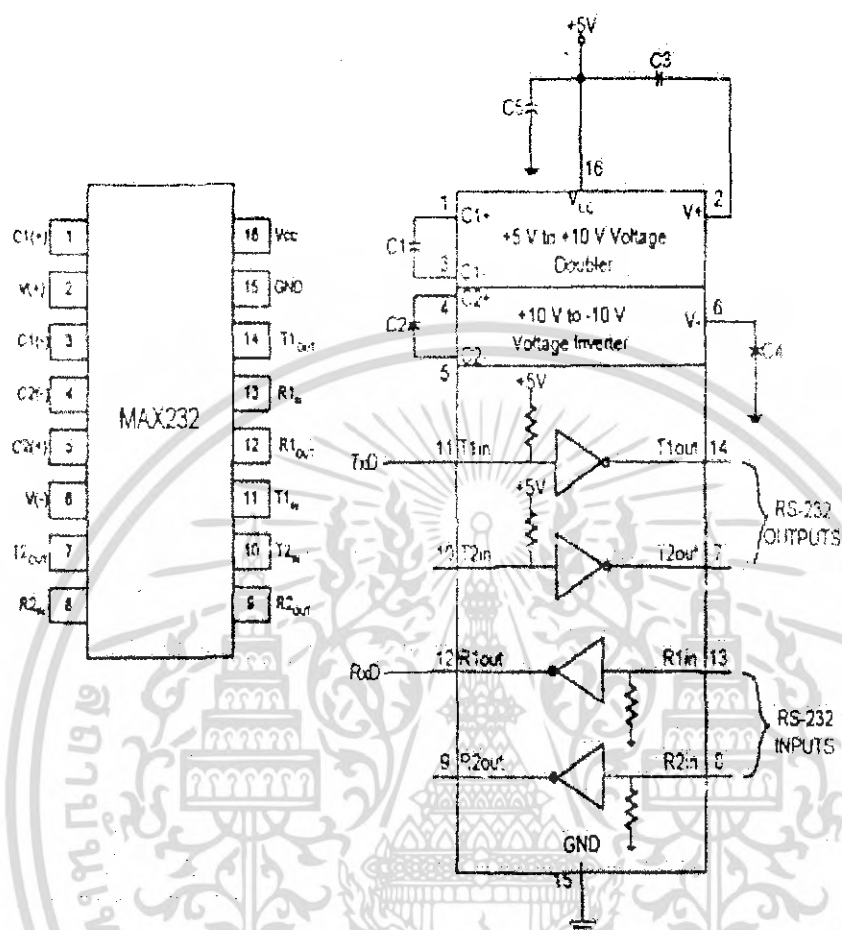 C1(+) 1
V(+) 2
C1(-) 3
C2(-) 4
C2(+) 5
V(-) 6
T2OUT 7
R2IN 8
MAX232
16 Vcc
15 GND
14 T1OUT
13 R1IN
12 R1OUT
11 T1IN
10 T2IN
9 R2OUT
+5V
C3
C5
16
1 C1+ VCC V+ 2
C1
+5 V to +10 V Voltage
Doubler
3 C1-
4 C2+
+10 V to -10 V
Voltage Inverter
V- 6
C2
C4
C2-
5
+5V
TxD 11 T1in T1out 14
+5V
RS-232
OUTPUTS
10 T2in T2out 7
RxD 12 R1out R1in 13
RS-232
INPUTS
9 R2out R2in 8
GND
15